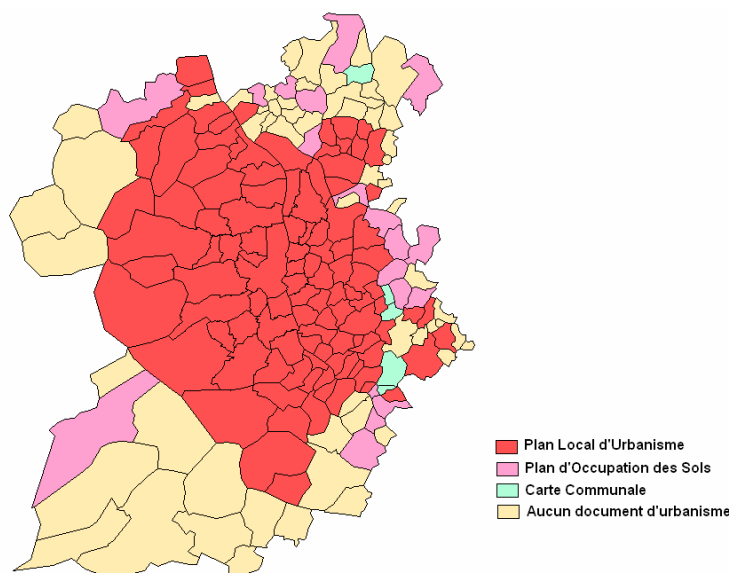 Plan Local d'Urbanisme
Plan d'Occupation des Sols
Carte Communale
Aucun document d'urbanisme